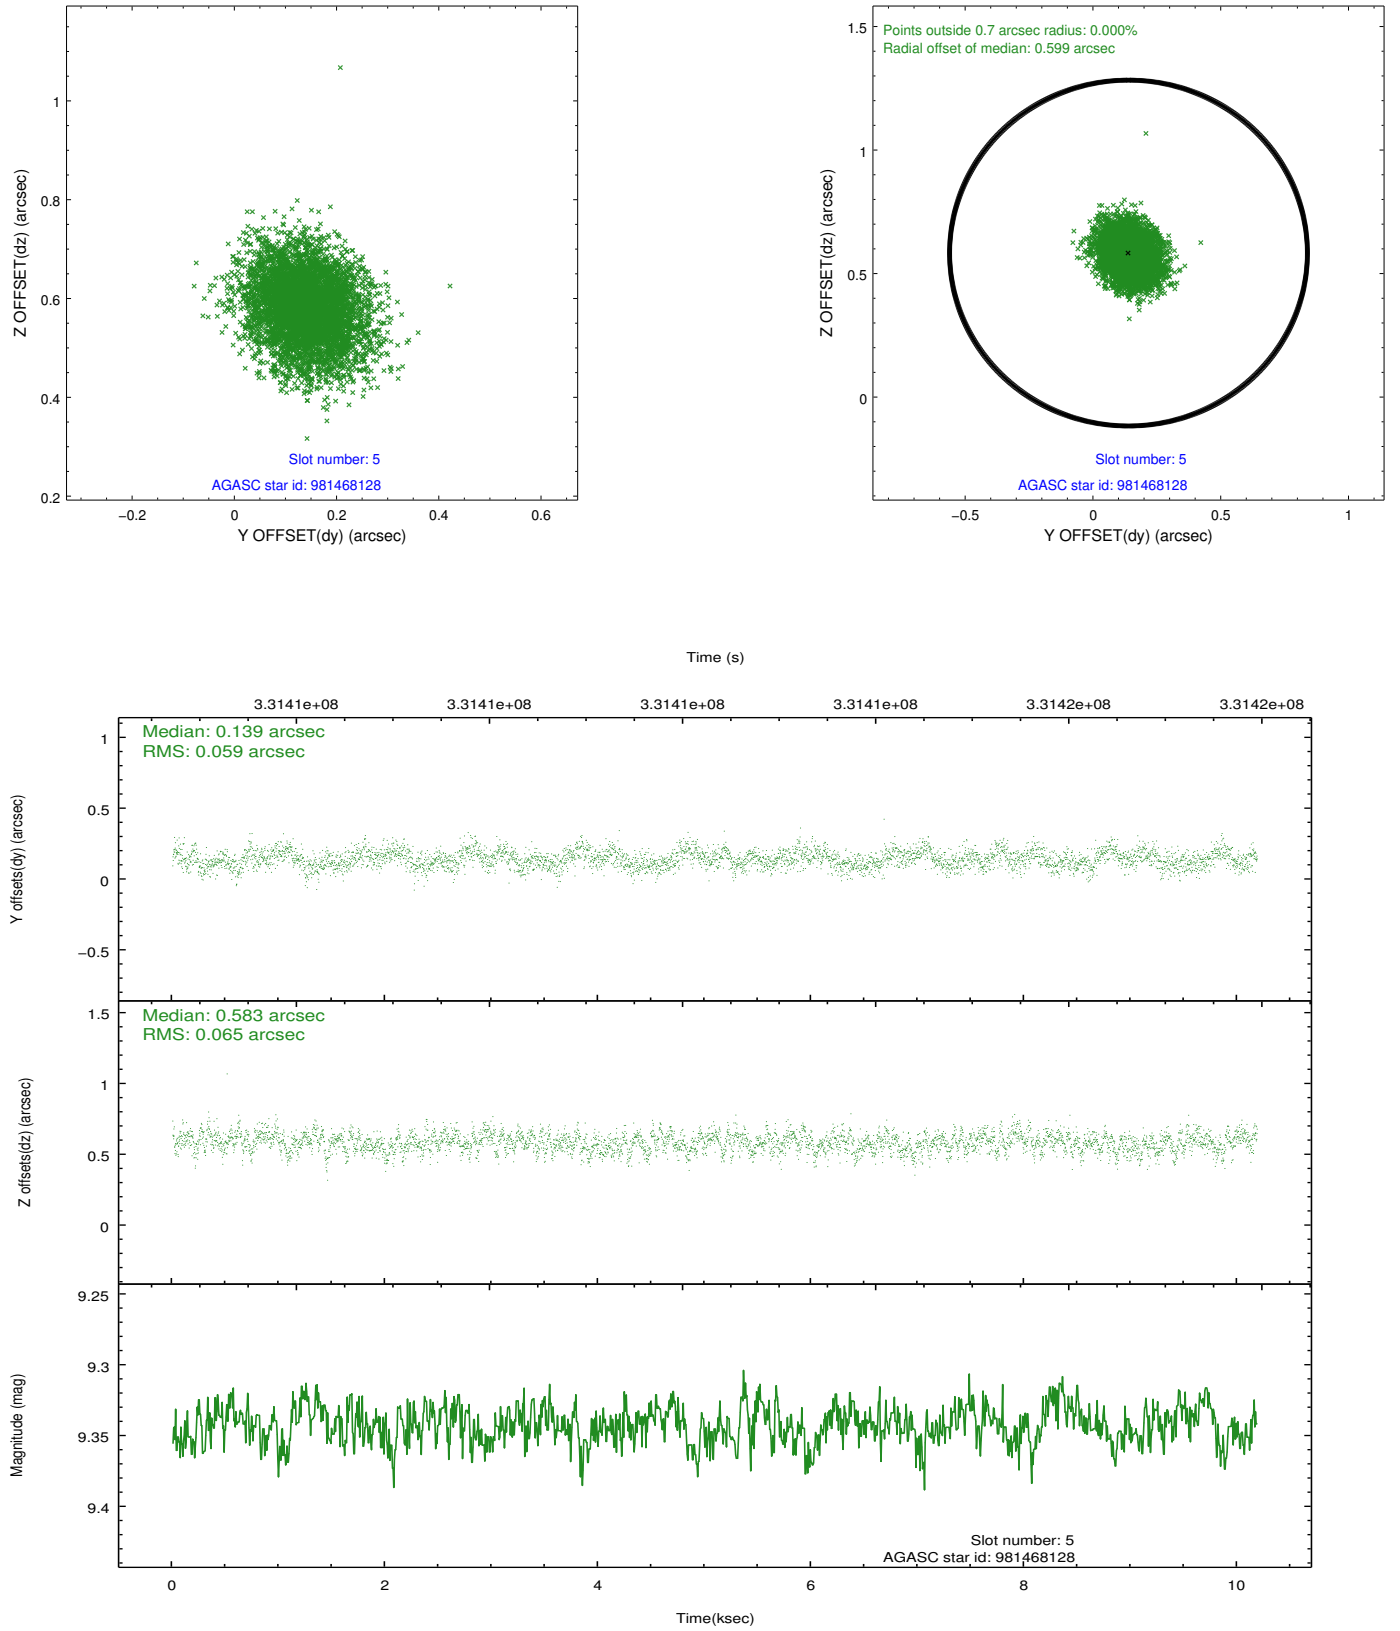 1
0.8
0.6
0.4
0.2
−0.2 0 0.2 0.4 0.6
Z OFFSET(dz) (arcsec)
Y OFFSET(dy) (arcsec)
Slot number: 5
AGASC star id: 981468128
Points outside 0.7 arcsec radius: 0.000%
Radial offset of median: 0.599 arcsec
1.5
1
0.5
0
−0.5 0 0.5 1
Z OFFSET(dz) (arcsec)
Y OFFSET(dy) (arcsec)
Slot number: 5
AGASC star id: 981468128
Time (s)
3.3141e+08 3.3141e+08 3.3141e+08 3.3141e+08 3.3142e+08 3.3142e+08
Median: 0.139 arcsec
RMS: 0.059 arcsec
1
0.5
0
−0.5
Y offsets(dy) (arcsec)
Median: 0.583 arcsec
RMS: 0.065 arcsec
1.5
1
0.5
0
Z offsets(dz) (arcsec)
9.25
9.3
9.35
9.4
Magnitude (mag)
Slot number: 5
AGASC star id: 981468128
0 2 4 6 8 10
Time(ksec)